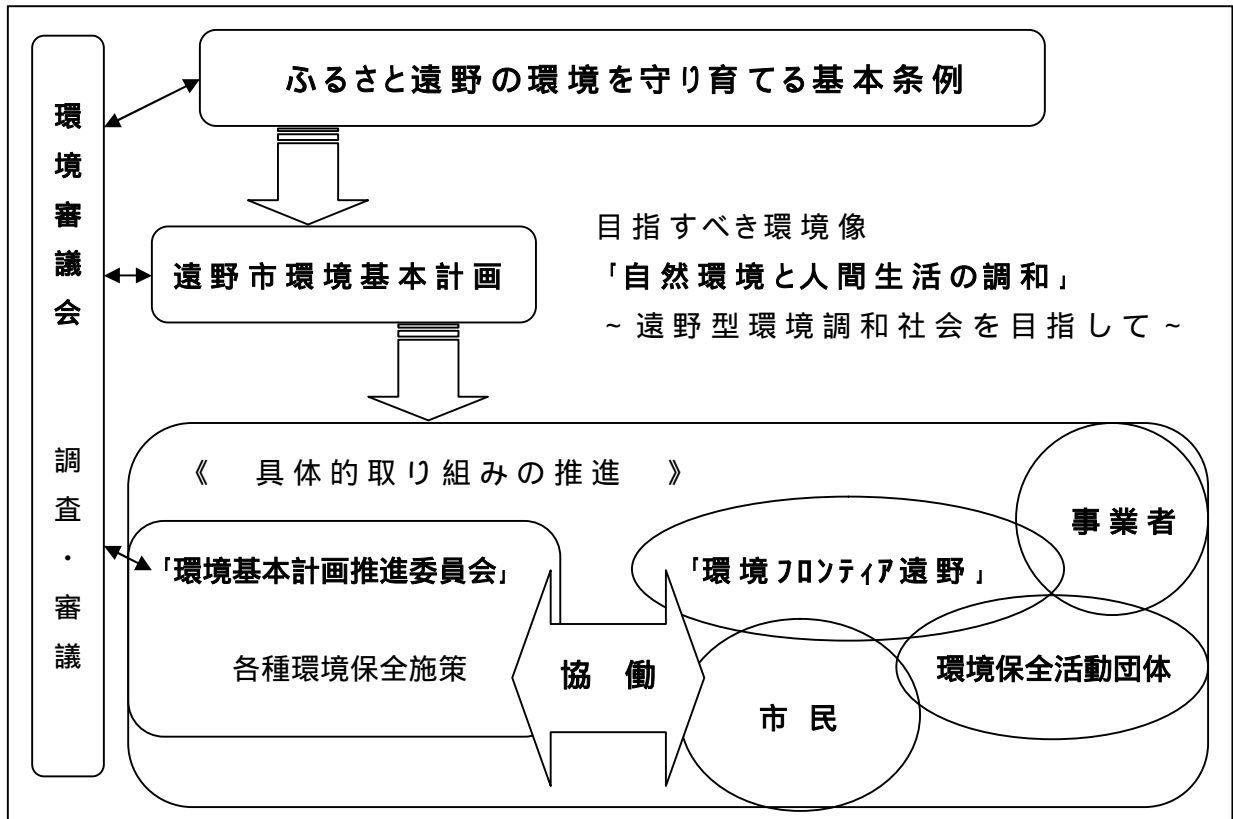 ふるさと遠野の環境を守り育てる基本条例
環境審議会 調査・審議
目指すべき環境像
「自然環境と人間生活の調和」
~遠野型環境調和社会を目指して~
遠野市環境基本計画
《 具体的取り組みの推進 》
事業者
「環境基本計画推進委員会」
「環境フロンティア遠野」
各種環境保全施策
協働
環境保全活動団体
市民